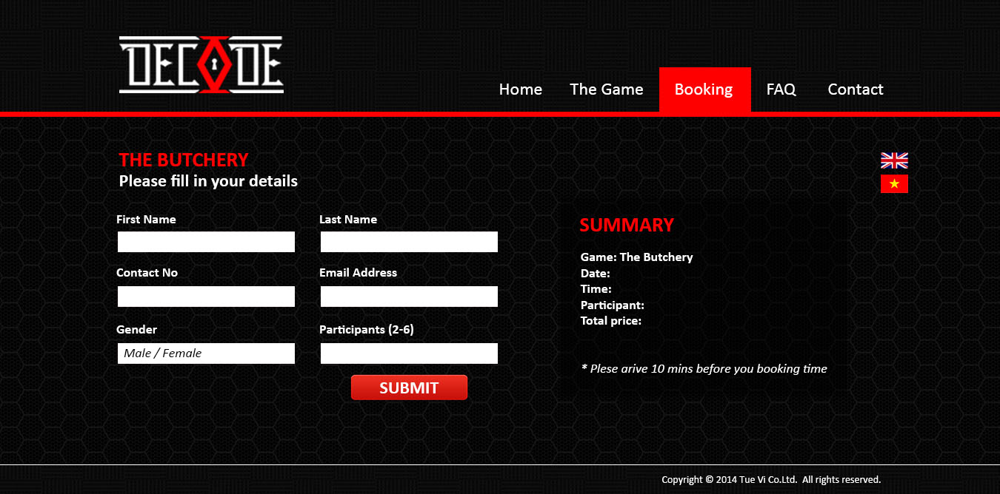 DECODE
Home The Game Booking FAQ Contact
THE BUTCHERY
Please fill in your details
First Name Last Name
Contact No Email Address
Gender Participants (2-6)
Male / Female
SUBMIT
SUMMARY
Game: The Butchery
Date:
Time:
Participant:
Total price:
* Plese arive 10 mins before you booking time
Copyright © 2014 Tue Vi Co.Ltd. All rights reserved.